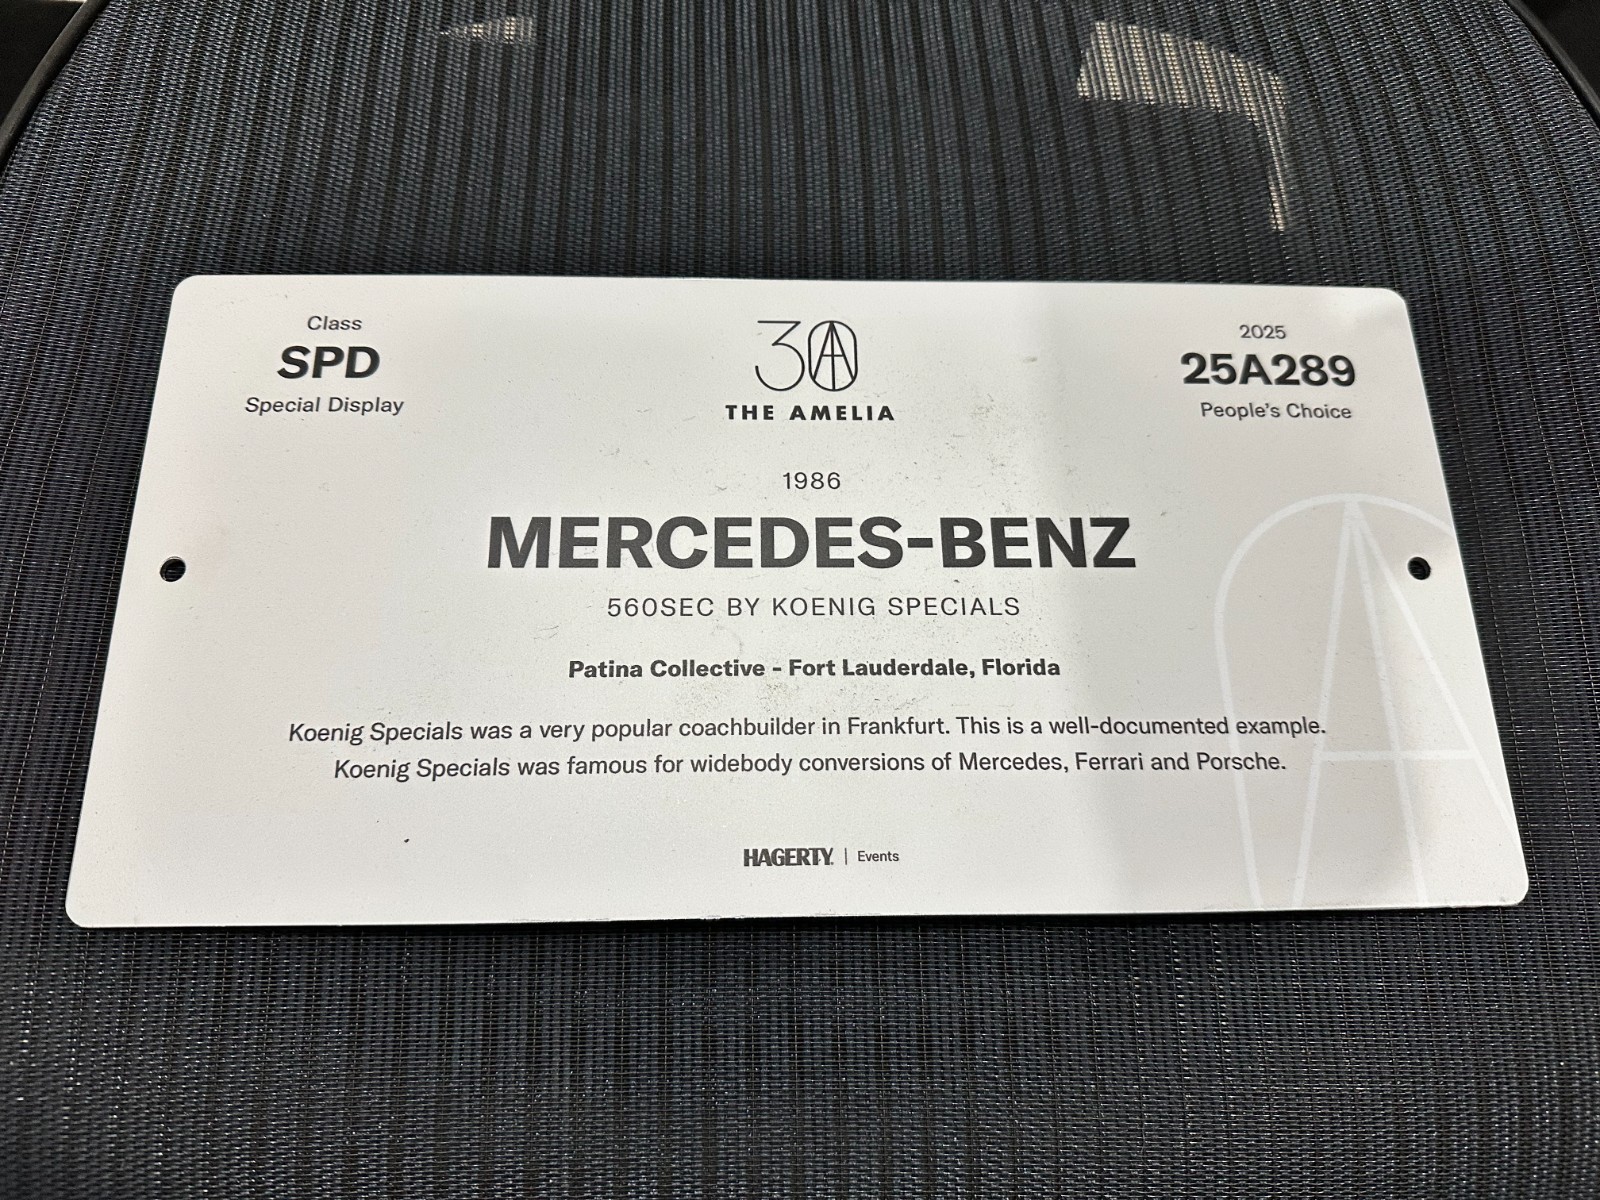 Class
SPD
Special Display
30A
THE AMELIA
2025
25A289
People's Choice
1986
MERCEDES-BENZ
560SEC BY KOENIG SPECIALS
Patina Collective - Fort Lauderdale, Florida
Koenig Specials was a very popular coachbuilder in Frankfurt. This is a well-documented example.
Koenig Specials was famous for widebody conversions of Mercedes, Ferrari and Porsche.
HAGERTY | Events